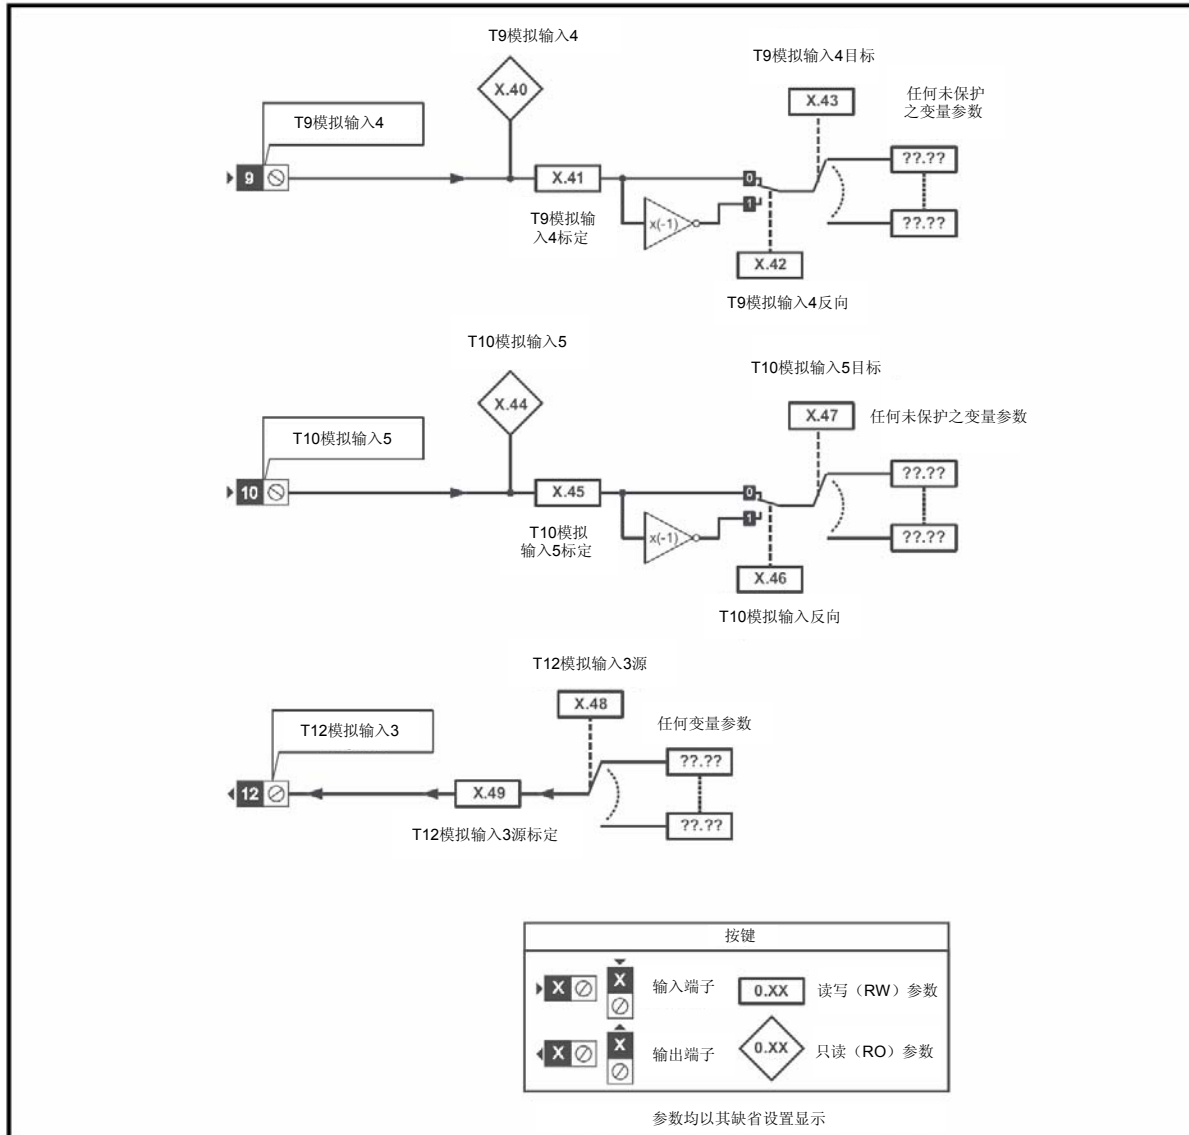 T9模拟输入4
T9模拟输入4目标
X.40
X.43
任何未保护
之变量参数
T9模拟输入4
??.??
9
X.41
0
1
T9模拟输
入4标定
x(-1)
??.??
X.42
T9模拟输入4反向
T10模拟输入5
T10模拟输入5目标
X.44
X.47
任何未保护之变量参数
T10模拟输入5
??.??
10
X.45
0
1
T10模拟
输入5标定
x(-1)
??.??
X.46
T10模拟输入反向
T12模拟输入3源
X.48
任何变量参数
T12模拟输入3
??.??
12
X.49
??.??
T12模拟输入3源标定
按键
X
X
输入端子
0.XX
读写（RW）参数
X
X
输出端子
0.XX
只读（RO）参数
参数均以其缺省设置显示